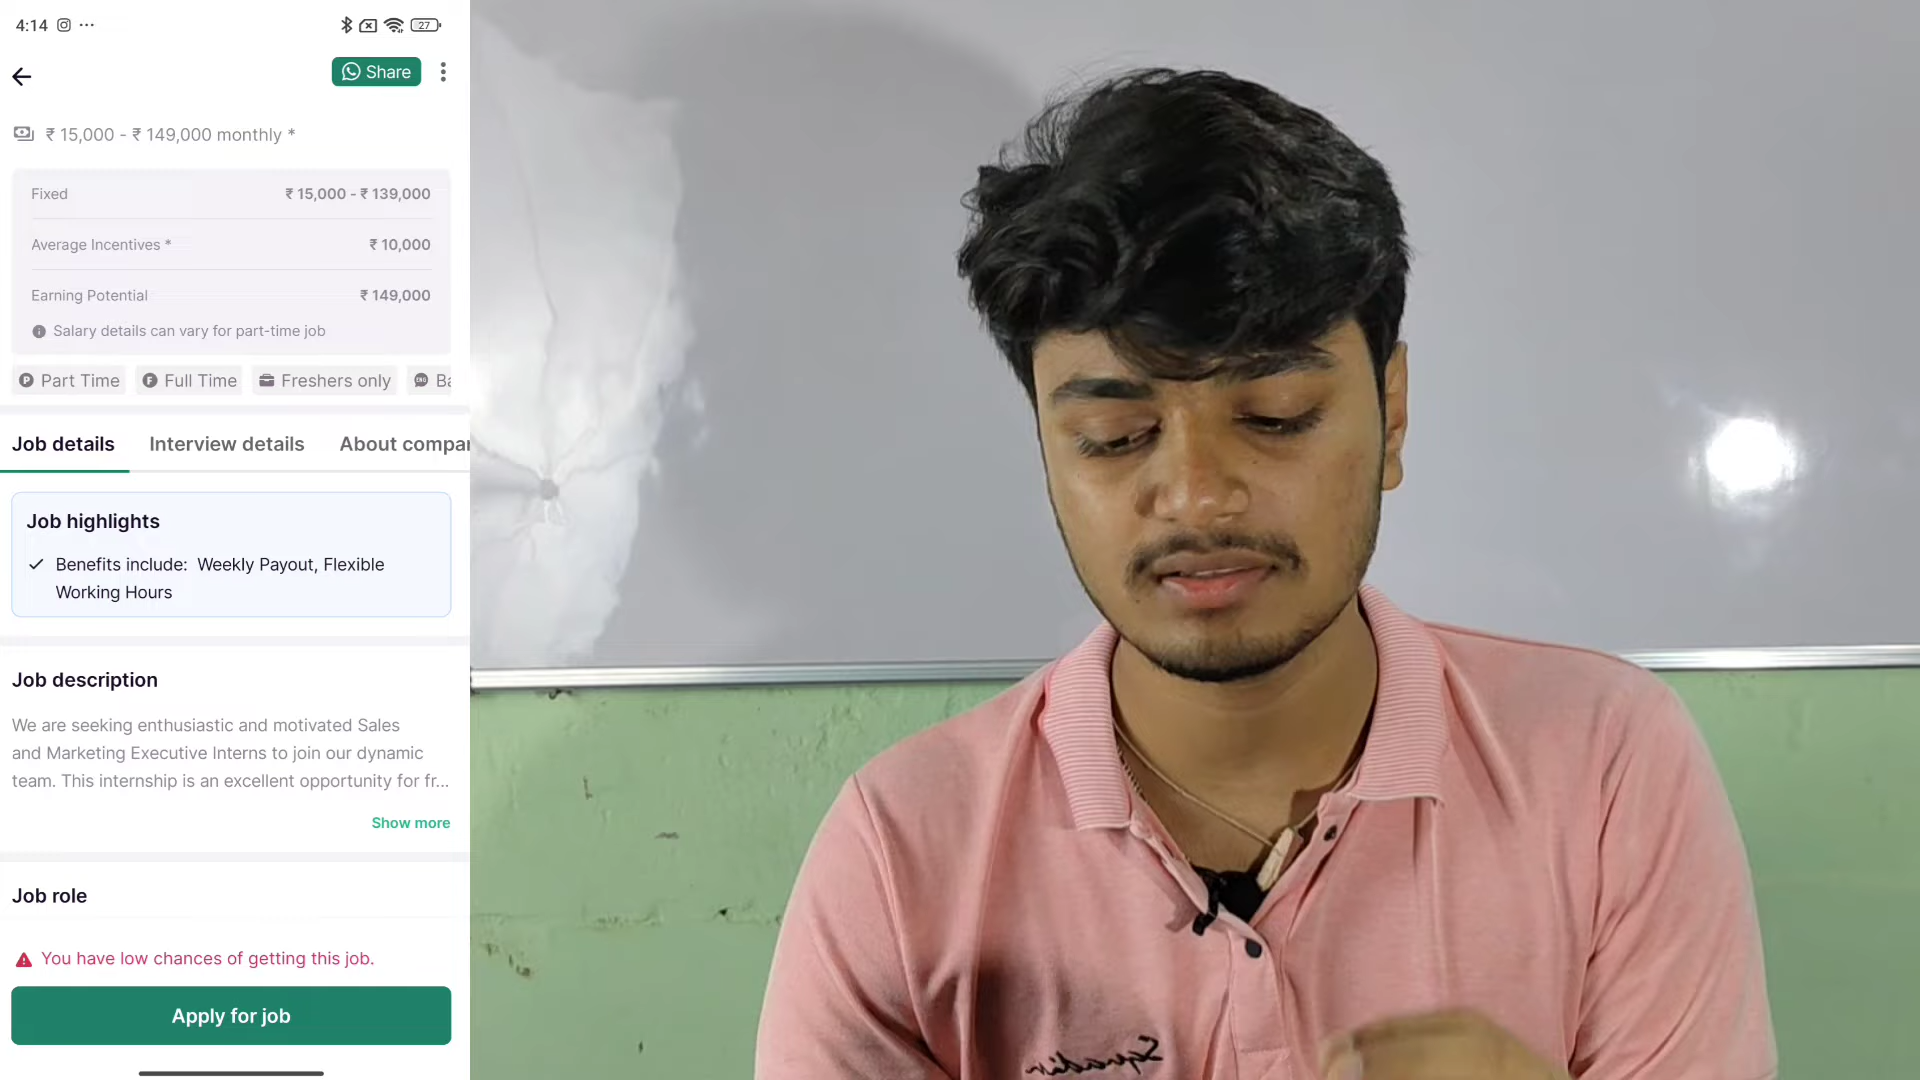 4:14
27
Share
₹ 15,000 - ₹ 149,000 monthly *
Fixed ₹ 15,000 - ₹ 139,000
Average Incentives * ₹ 10,000
Earning Potential ₹ 149,000
Salary details can vary for part-time job
Part Time Full Time Freshers only Ba
Job details Interview details About compar
Job highlights
Benefits include: Weekly Payout, Flexible
Working Hours
Job description
We are seeking enthusiastic and motivated Sales
and Marketing Executive Interns to join our dynamic
team. This internship is an excellent opportunity for fr...
Show more
Job role
You have low chances of getting this job.
Apply for job